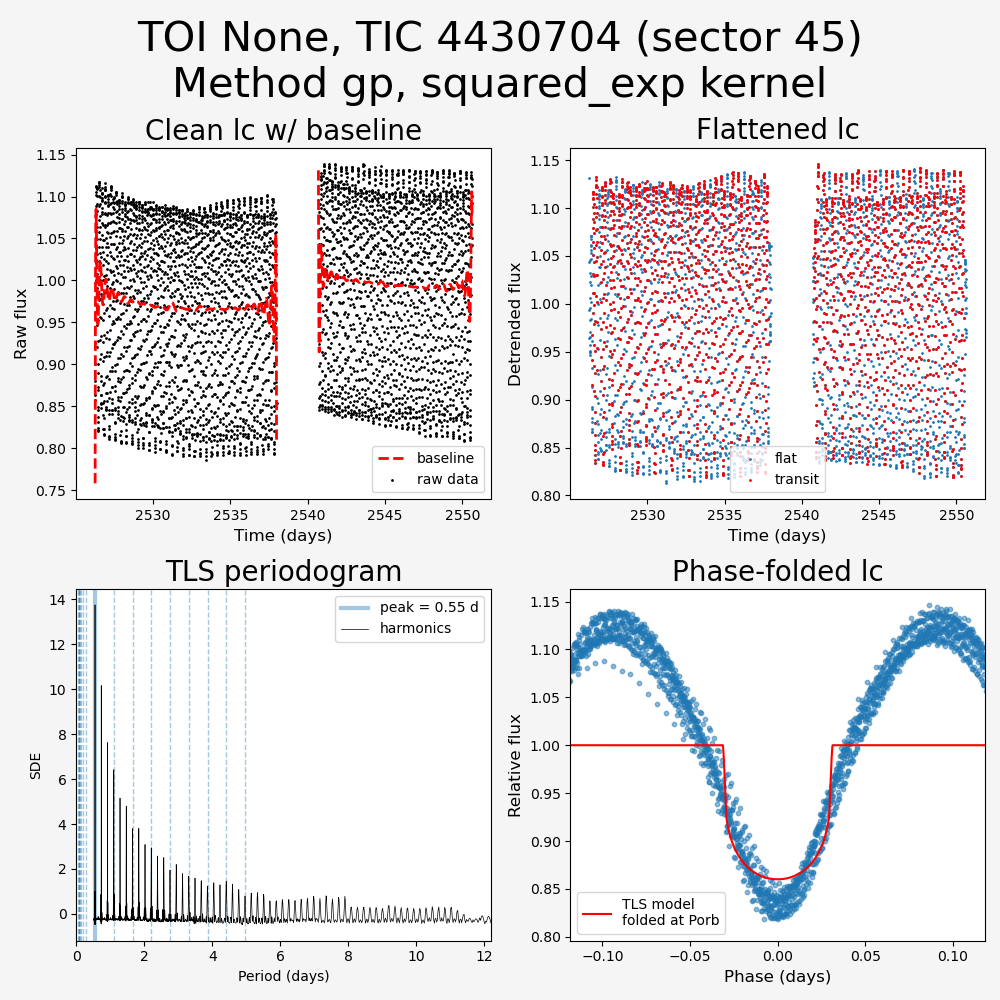 TOI None, TIC 4430704 (sector 45)
Method gp, squared_exp kernel
Clean lc w/ baseline
1.15
1.10
1.05
1.00
0.95
0.90
0.85
0.80
0.75
Raw flux
baseline
raw data
2530
2535
2540
2545
2550
Time (days)
Flattened lc
1.15
1.10
1.05
1.00
0.95
0.90
0.85
0.80
Detrended flux
flat
transit
2530
2535
2540
2545
2550
Time (days)
TLS periodogram
14
12
10
8
6
4
2
0
SDE
peak = 0.55 d
harmonics
0
2
4
6
8
10
12
Period (days)
Phase-folded lc
1.15
1.10
1.05
1.00
0.95
0.90
0.85
0.80
Relative flux
TLS model
folded at Porb
−0.10
−0.05
0.00
0.05
0.10
Phase (days)